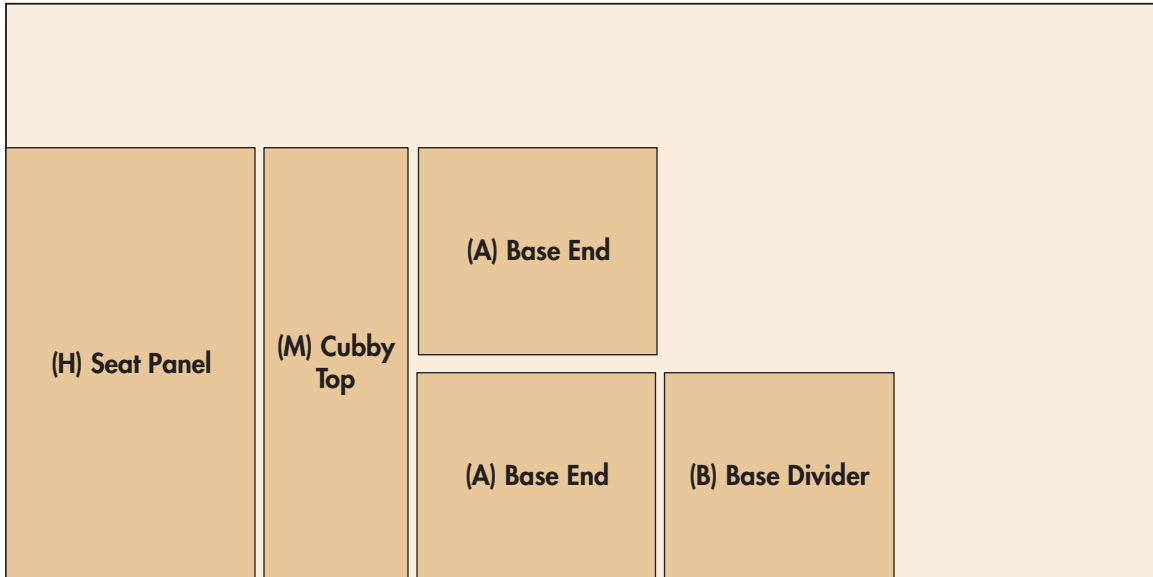 (A) Base End
(H) Seat Panel
(M) Cubby
Top
(A) Base End
(B) Base Divider